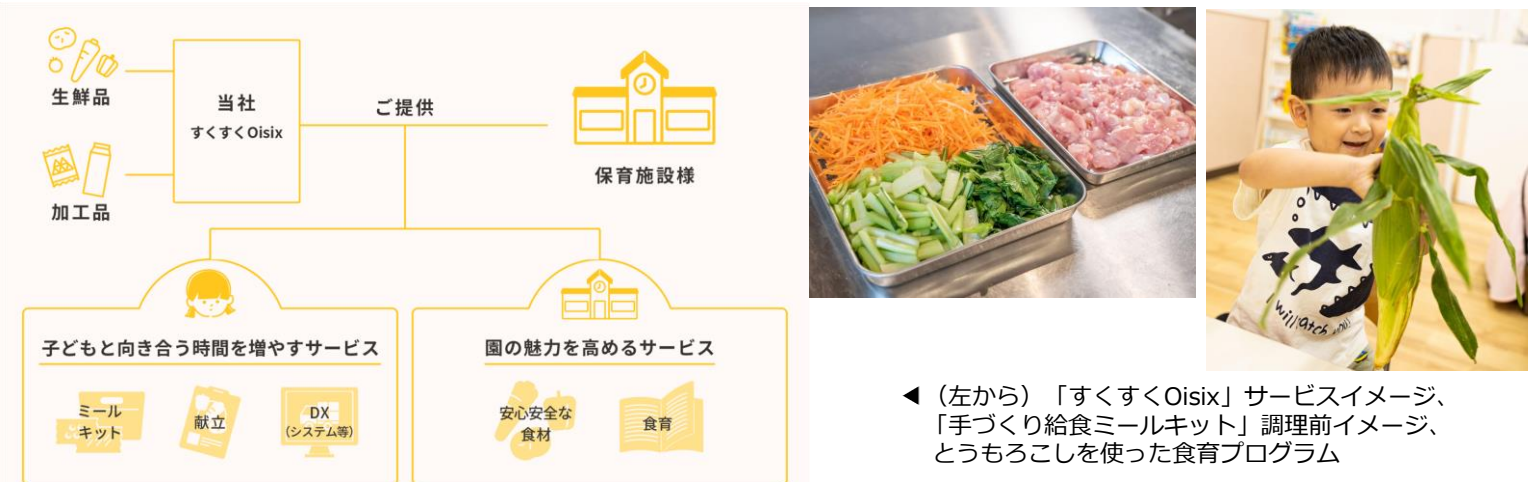 生鮮品
加工品
当社
すくすくOisix
ご提供
保育施設様
子どもと向き合う時間を増やすサービス
ミール
キット
献立
DX
(システム等)
園の魅力を高めるサービス
安心安全な
食材
食育
◀（左から）「すくすくOisix」サービスイメージ、
「手づくり給食ミールキット」調理前イメージ、
とうもろこしを使った食育プログラム